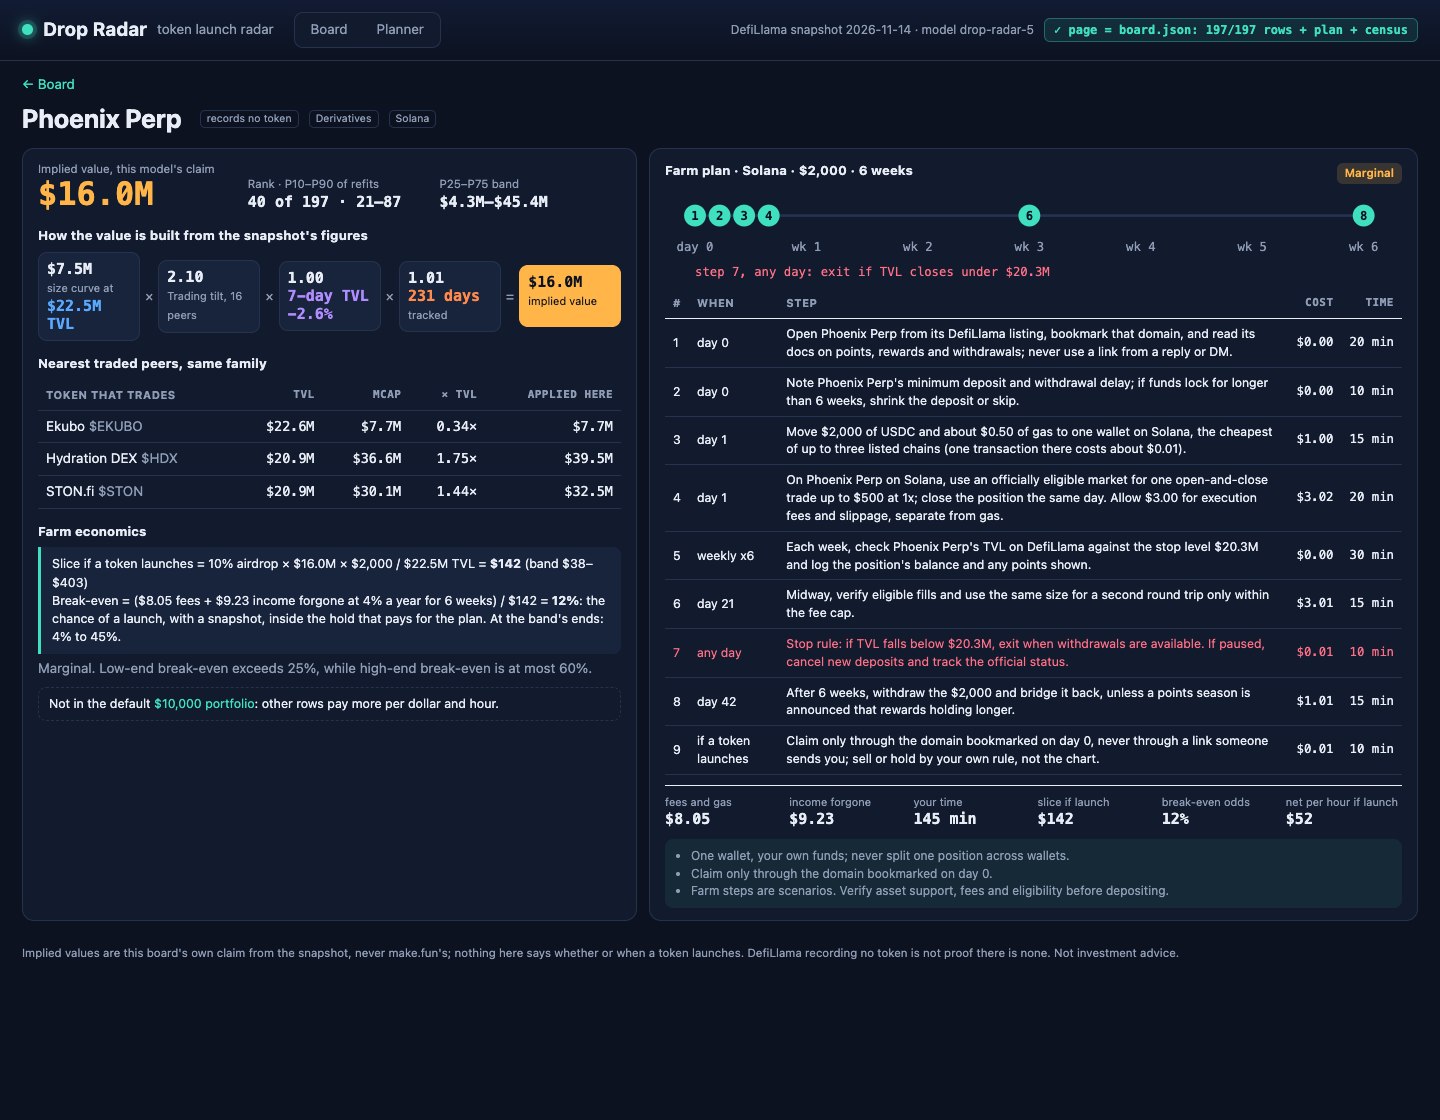 Drop Radar token launch radar Board Planner DefiLlama snapshot 2026-11-14 · model drop-radar-5 ✓ page = board.json: 197/197 rows + plan + census
← Board
Phoenix Perp records no token Derivatives Solana
Implied value, this model's claim
$16.0M
Rank · P10–P90 of refits
40 of 197 · 21–87
P25–P75 band
$4.3M–$45.4M
How the value is built from the snapshot's figures
$7.5M
size curve at
$22.5M
TVL
×
2.10
Trading tilt, 16
peers
×
1.00
7-day TVL
−2.6%
×
1.01
231 days
tracked
=
$16.0M
implied value
Nearest traded peers, same family
TOKEN THAT TRADES TVL MCAP × TVL APPLIED HERE
Ekubo $EKUBO $22.6M $7.7M 0.34× $7.7M
Hydration DEX $HDX $20.9M $36.6M 1.75× $39.5M
STON.fi $STON $20.9M $30.1M 1.44× $32.5M
Farm economics
Slice if a token launches = 10% airdrop × $16.0M × $2,000 / $22.5M TVL = $142 (band $38–
$403)
Break-even = ($8.05 fees + $9.23 income forgone at 4% a year for 6 weeks) / $142 = 12%: the
chance of a launch, with a snapshot, inside the hold that pays for the plan. At the band's ends:
4% to 45%.
Marginal. Low-end break-even exceeds 25%, while high-end break-even is at most 60%.
Not in the default $10,000 portfolio: other rows pay more per dollar and hour.
Farm plan · Solana · $2,000 · 6 weeks
Marginal
1 2 3 4 6 8
day 0 wk 1 wk 2 wk 3 wk 4 wk 5 wk 6
step 7, any day: exit if TVL closes under $20.3M
# WHEN STEP COST TIME
1 day 0 Open Phoenix Perp from its DefiLlama listing, bookmark that domain, and read its
docs on points, rewards and withdrawals; never use a link from a reply or DM. $0.00 20 min
2 day 0 Note Phoenix Perp's minimum deposit and withdrawal delay; if funds lock for longer
than 6 weeks, shrink the deposit or skip. $0.00 10 min
3 day 1 Move $2,000 of USDC and about $0.50 of gas to one wallet on Solana, the cheapest
of up to three listed chains (one transaction there costs about $0.01). $1.00 15 min
4 day 1 On Phoenix Perp on Solana, use an officially eligible market for one open-and-close
trade up to $500 at 1x; close the position the same day. Allow $3.00 for execution
fees and slippage, separate from gas. $3.02 20 min
5 weekly x6 Each week, check Phoenix Perp's TVL on DefiLlama against the stop level $20.3M
and log the position's balance and any points shown. $0.00 30 min
6 day 21 Midway, verify eligible fills and use the same size for a second round trip only within
the fee cap. $3.01 15 min
7 any day Stop rule: if TVL falls below $20.3M, exit when withdrawals are available. If paused,
cancel new deposits and track the official status. $0.01 10 min
8 day 42 After 6 weeks, withdraw the $2,000 and bridge it back, unless a points season is
announced that rewards holding longer. $1.01 15 min
9 if a token launches Claim only through the domain bookmarked on day 0, never through a link someone
sends you; sell or hold by your own rule, not the chart. $0.01 10 min
fees and gas income forgone your time slice if launch break-even odds net per hour if launch
$8.05 $9.23 145 min $142 12% $52
• One wallet, your own funds; never split one position across wallets.
• Claim only through the domain bookmarked on day 0.
• Farm steps are scenarios. Verify asset support, fees and eligibility before depositing.
Implied values are this board's own claim from the snapshot, never make.fun's; nothing here says whether or when a token launches. DefiLlama recording no token is not proof there is none. Not investment advice.